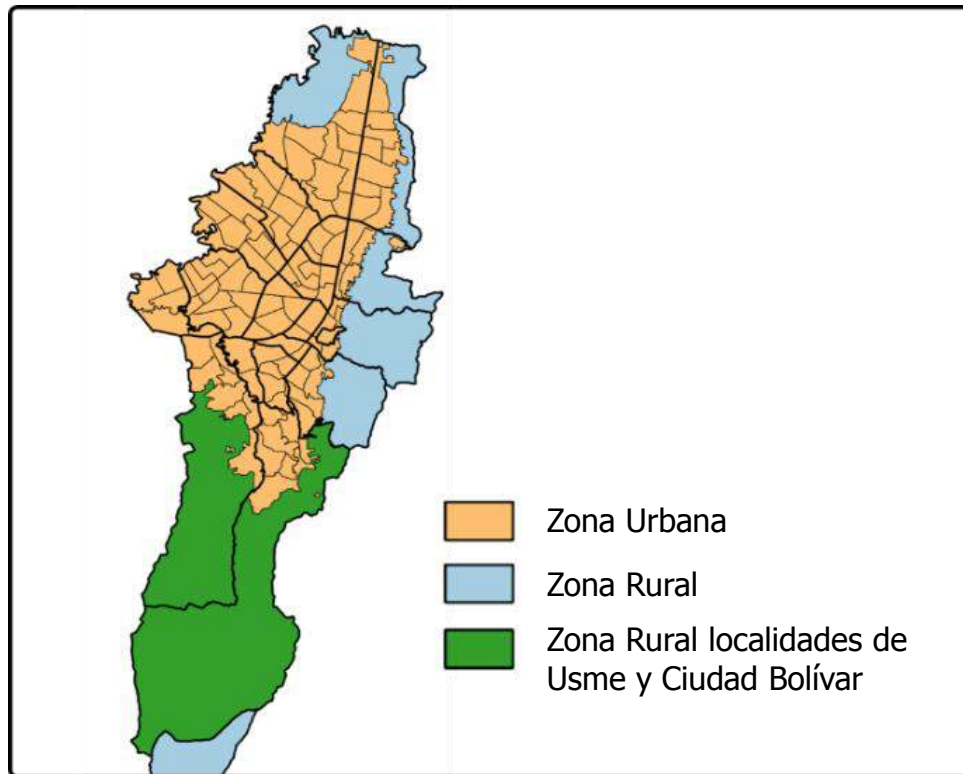 Zona Urbana
Zona Rural
Zona Rural localidades de
Usme y Ciudad Bolívar